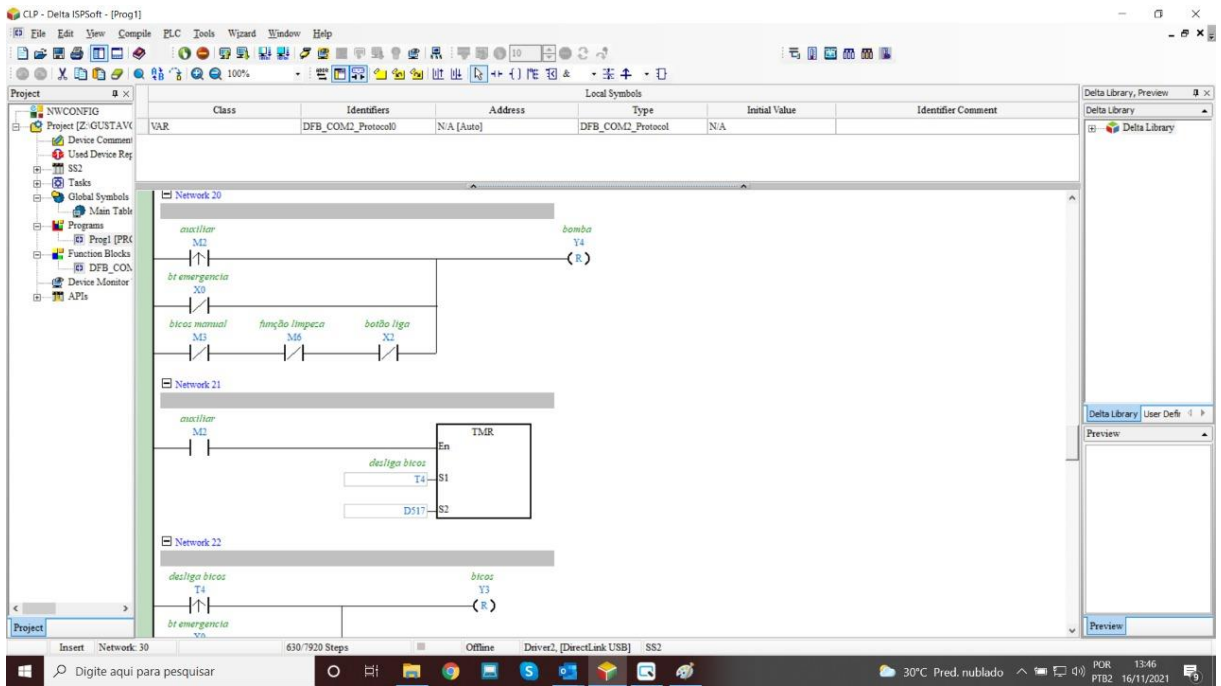 CLP - Delta ISPSoft - [Prog1]
File Edit View Compile PLC Tools Wizard Window Help
10
100%
Project
Local Symbols
Delta Library, Preview
NWCONFIG
Class Identifiers Address Type Initial Value Identifier Comment
Delta Library
Project [Z:\GUSTAV(
VAR DFB_COM2_Protocol0 N/A [Auto] DFB_COM2_Protocol N/A
Delta Library
Device Comment
Used Device Rep
SS2
Tasks
Global Symbols
Main Table
Programs
Prog1 [PRO
Function Blocks
DFB_COM
Device Monitor
APIs
Network 20
auxiliar
M2
bomba
Y4
R
bt emergencia
X0
bicos manual função limpeza botão liga
M3 M6 X2
Network 21
auxiliar
M2
TMR
En
desliga bicos
T4 S1
D517 S2
Network 22
desliga bicos
T4
bicos
Y3
R
bt emergencia
X0
Delta Library User Defi
Preview
Project
Preview
Insert Network: 30 630/7920 Steps Offline Driver2, [DirectLink USB] SS2
Digite aqui para pesquisar
30°C Pred. nublado
POR
PTB2
13:46
16/11/2021